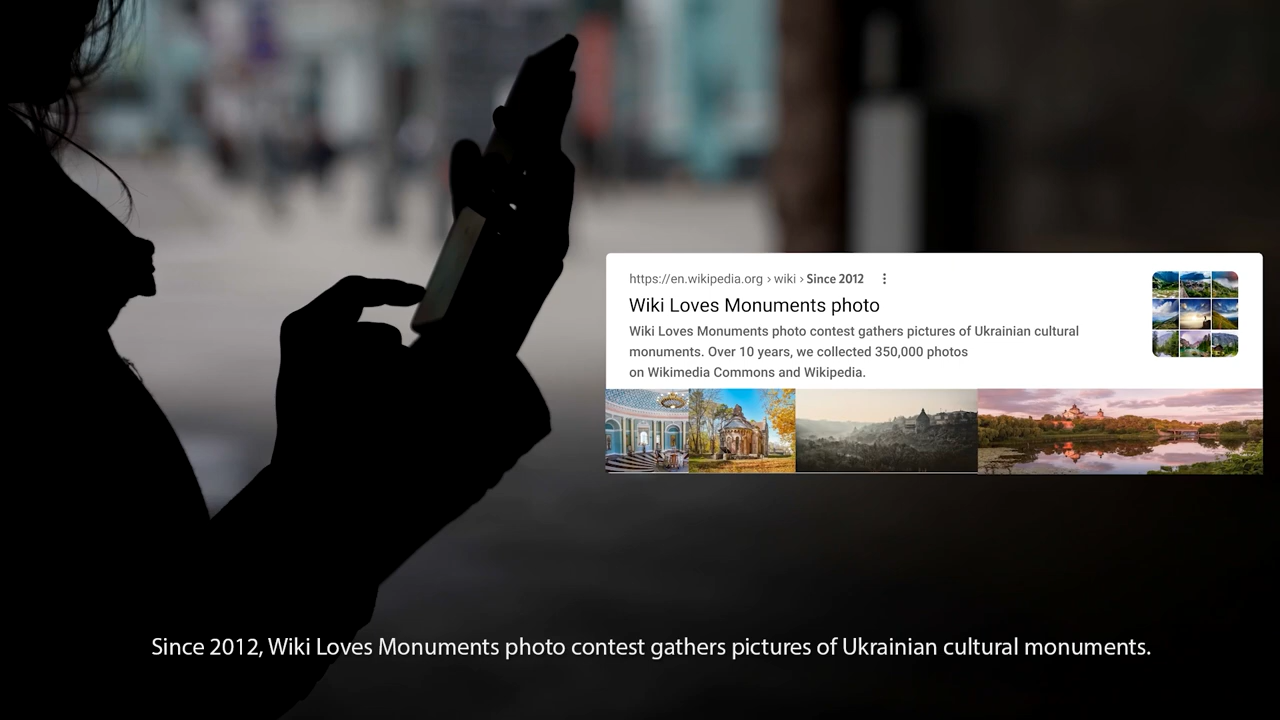 https://en.wikipedia.org › wiki › Since 2012
Wiki Loves Monuments photo
Wiki Loves Monuments photo contest gathers pictures of Ukrainian cultural
monuments. Over 10 years, we collected 350,000 photos
on Wikimedia Commons and Wikipedia.
Since 2012, Wiki Loves Monuments photo contest gathers pictures of Ukrainian cultural monuments.